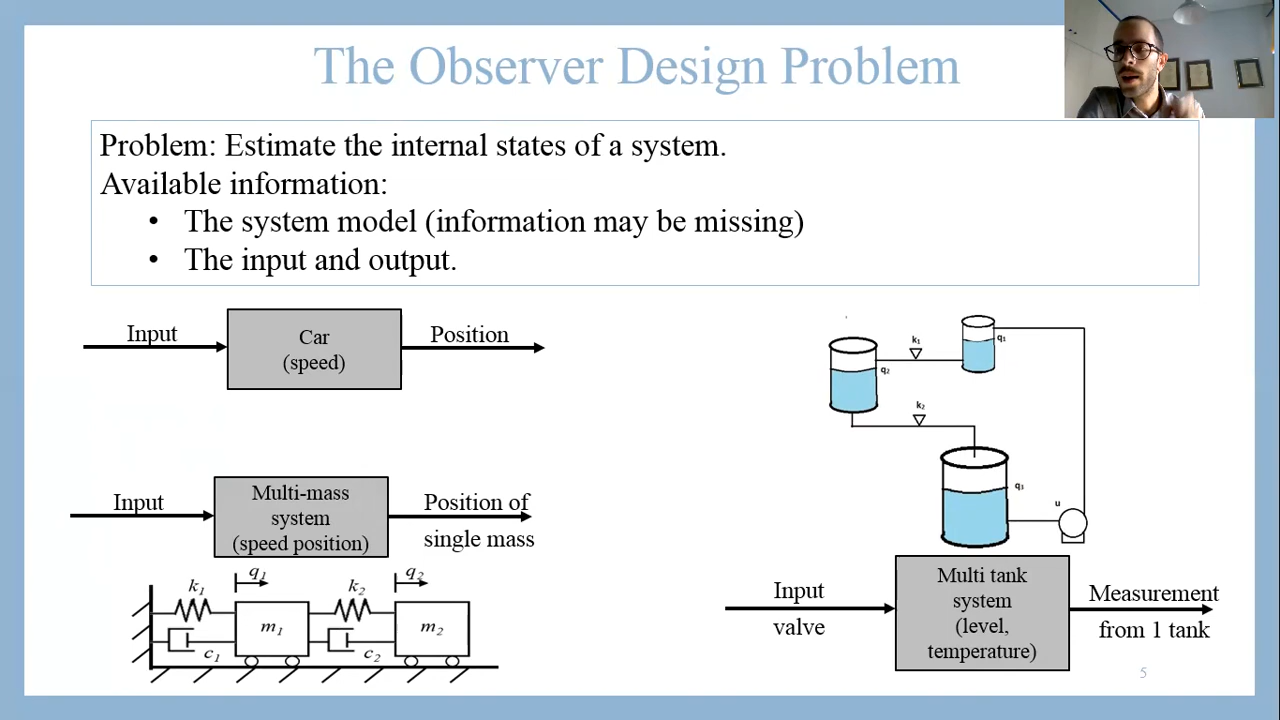 The Observer Design Problem
Problem: Estimate the internal states of a system.
Available information:
• The system model (information may be missing)
• The input and output.
Input
Car
(speed)
Position
Input
Multi-mass
system
(speed position)
Position of
single mass
k1
q1
k2
q2
m1
m2
c1
c2
k1
q1
q2
k2
q3
u
Input
valve
Multi tank
system
(level,
temperature)
Measurement
from 1 tank
5